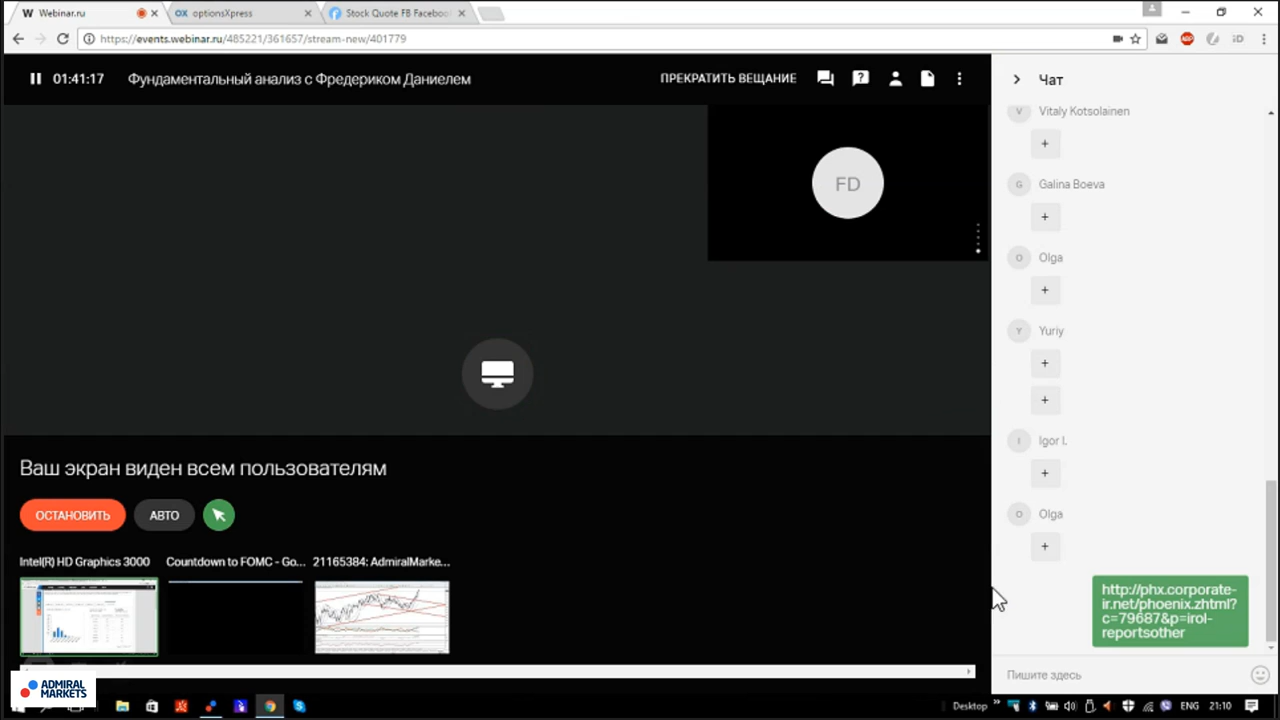 Webinar.ru
optionsXpress
Stock Quote FB Faceboo
https://events.webinar.ru/485221/361657/stream-new/401779
01:41:17
Фундаментальный анализ с Фредериком Даниелем
ПРЕКРАТИТЬ ВЕЩАНИЕ
Чат
V
Vitaly Kotsolainen
+
G
Galina Boeva
+
O
Olga
+
Y
Yuriy
+
+
I
Igor I.
+
O
Olga
+
http://phx.corporate-
ir.net/phoenix.zhtml?
c=79687&p=irol-
reportsother
Пишите здесь
FD
Ваш экран виден всем пользователям
ОСТАНОВИТЬ
АВТО
Intel(R) HD Graphics 3000
Countdown to FOMC - Go...
21165384: AdmiralMarke...
ADMIRAL
MARKETS
Desktop
ENG
21:10